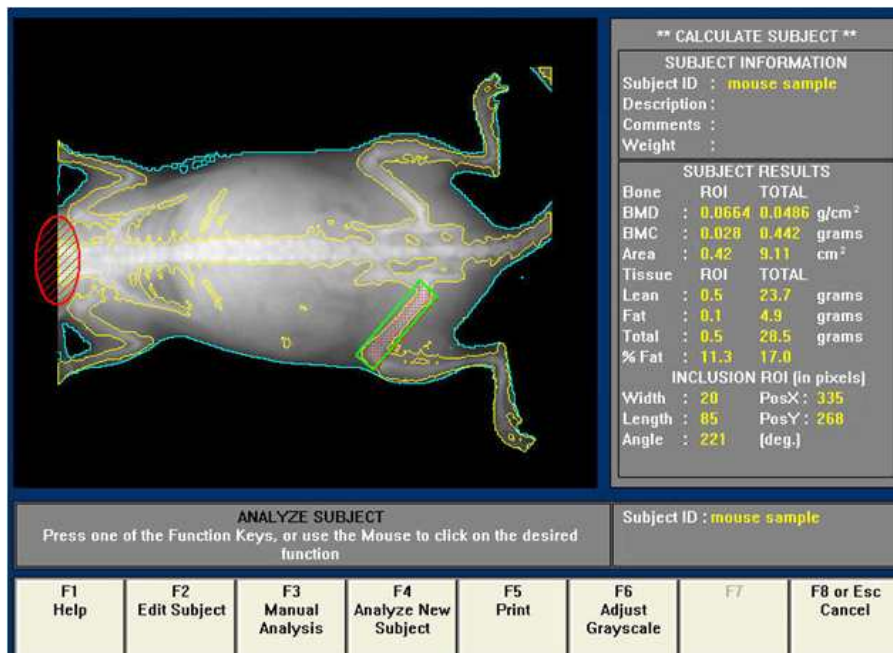 ** CALCULATE SUBJECT **
SUBJECT INFORMATION
Subject ID : mouse sample
Description :
Comments :
Weight :
SUBJECT RESULTS
Bone ROI TOTAL
BMD : 0.0664 0.0486 g/cm²
BMC : 0.028 0.442 grams
Area : 0.42 9.11 cm²
Tissue ROI TOTAL
Lean : 0.5 23.7 grams
Fat : 0.1 4.9 grams
Total : 0.5 28.5 grams
% Fat : 11.3 17.0
INCLUSION ROI (in pixels)
Width : 20 PosX : 335
Length : 85 PosY : 268
Angle : 221 (deg.)
ANALYZE SUBJECT
Press one of the Function Keys, or use the Mouse to click on the desired
function
Subject ID : mouse sample
F1
Help
F2
Edit Subject
F3
Manual
Analysis
F4
Analyze New
Subject
F5
Print
F6
Adjust
Grayscale
F7
F8 or Esc
Cancel